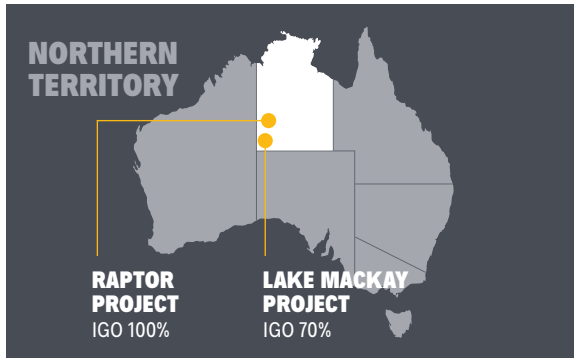 NORTHERN
TERRITORY
RAPTOR
PROJECT
IGO 100%
LAKE MACKAY
PROJECT
IGO 70%